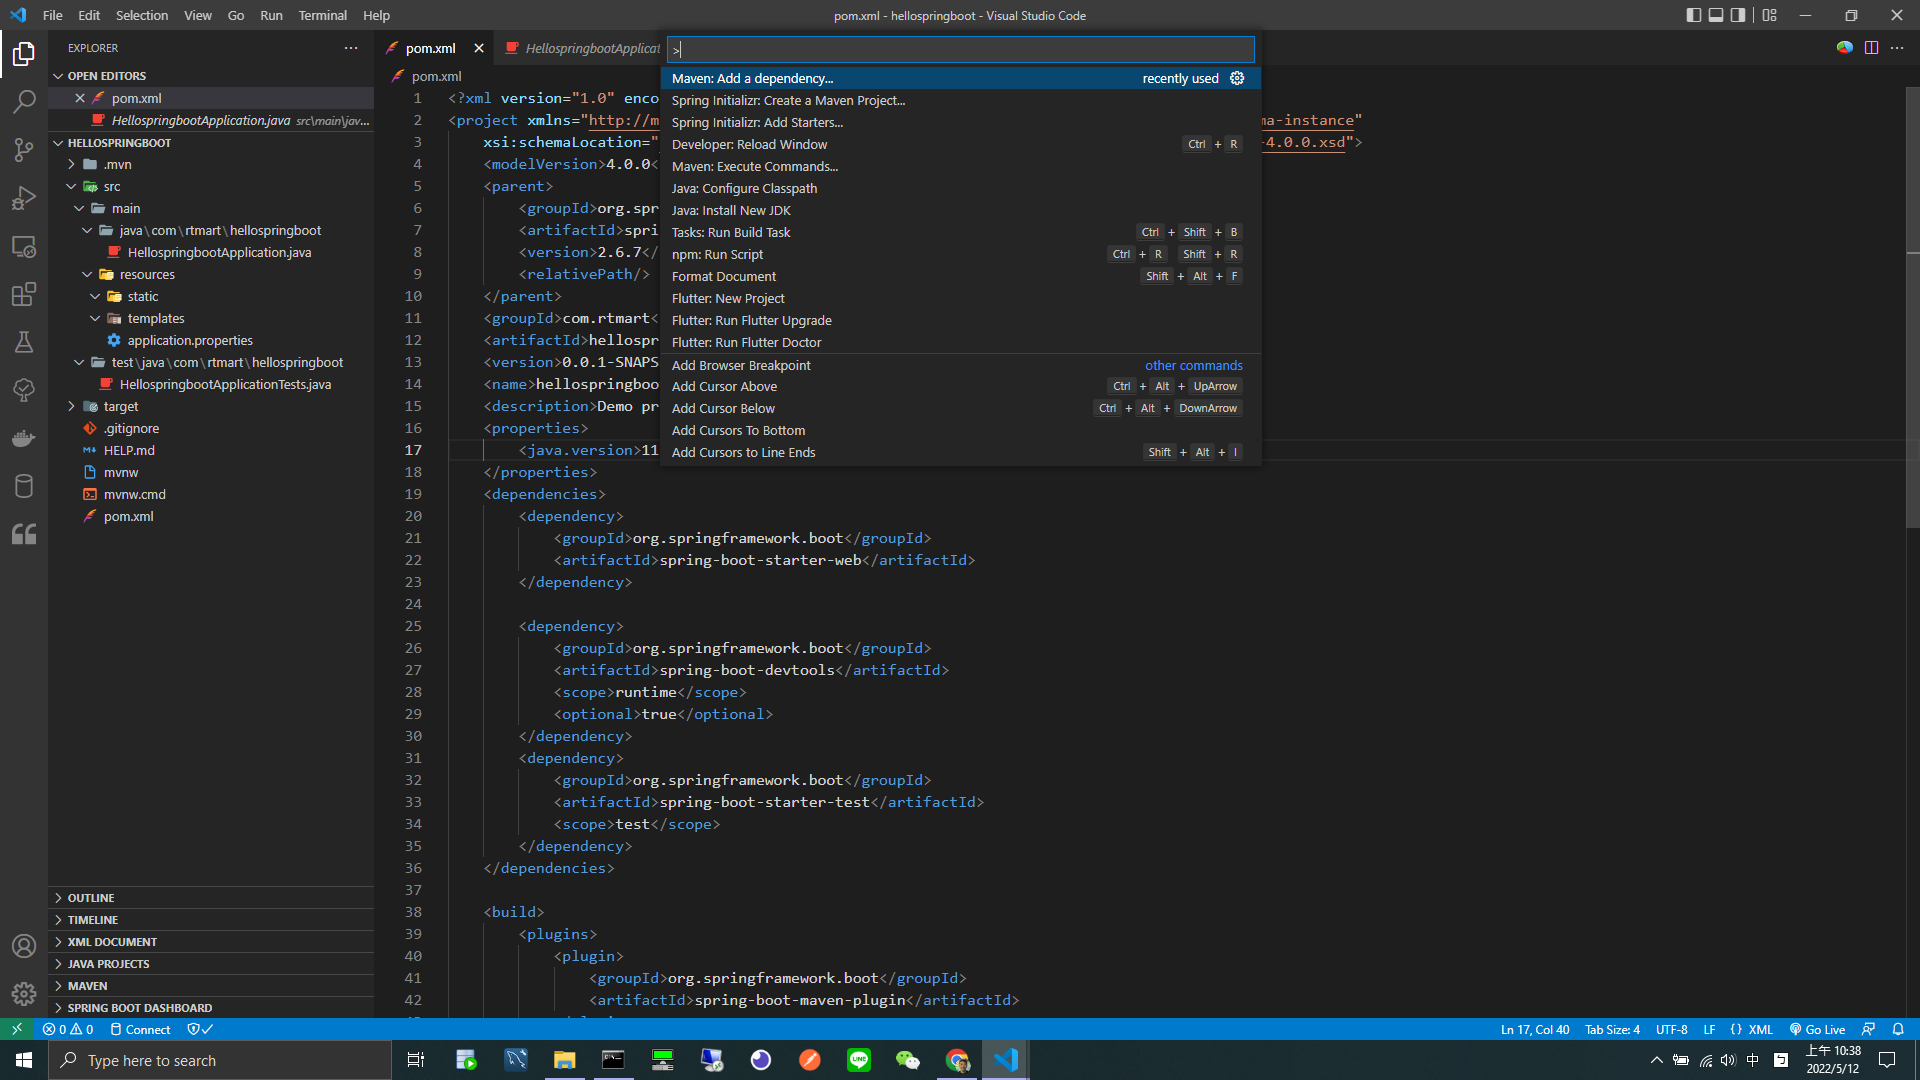 File Edit Selection View Go Run Terminal Help
pom.xml - hellospringboot - Visual Studio Code
EXPLORER
OPEN EDITORS
pom.xml
HellospringbootApplication.java src\main\jav...
HELLOSPRINGBOOT
.mvn
src
main
java\com\rtmart\hellospringboot
HellospringbootApplication.java
resources
static
templates
application.properties
test\java\com\rtmart\hellospringboot
HellospringbootApplicationTests.java
target
.gitignore
HELP.md
mvnw
mvnw.cmd
pom.xml
OUTLINE
TIMELINE
XML DOCUMENT
JAVA PROJECTS
MAVEN
SPRING BOOT DASHBOARD
pom.xml
HellospringbootApplicat
pom.xml
>
Maven: Add a dependency... recently used
Spring Initializr: Create a Maven Project...
Spring Initializr: Add Starters...
Developer: Reload Window Ctrl + R
Maven: Execute Commands...
Java: Configure Classpath
Java: Install New JDK
Tasks: Run Build Task Ctrl + Shift + B
npm: Run Script Ctrl + R Shift + R
Format Document Shift + Alt + F
Flutter: New Project
Flutter: Run Flutter Upgrade
Flutter: Run Flutter Doctor
Add Browser Breakpoint other commands
Add Cursor Above Ctrl + Alt + UpArrow
Add Cursor Below Ctrl + Alt + DownArrow
Add Cursors To Bottom
Add Cursors to Line Ends Shift + Alt + I
1 <?xml version="1.0" enco
2 <project xmlns="http://m ma-instance"
3 xsi:schemaLocation=" -4.0.0.xsd">
4 <modelVersion>4.0.0<
5 <parent>
6 <groupId>org.spr
7 <artifactId>spri
8 <version>2.6.7</
9 <relativePath/>
10 </parent>
11 <groupId>com.rtmart<
12 <artifactId>hellospr
13 <version>0.0.1-SNAPS
14 <name>hellospringboo
15 <description>Demo pr
16 <properties>
17 <java.version>11
18 </properties>
19 <dependencies>
20 <dependency>
21 <groupId>org.springframework.boot</groupId>
22 <artifactId>spring-boot-starter-web</artifactId>
23 </dependency>
24
25 <dependency>
26 <groupId>org.springframework.boot</groupId>
27 <artifactId>spring-boot-devtools</artifactId>
28 <scope>runtime</scope>
29 <optional>true</optional>
30 </dependency>
31 <dependency>
32 <groupId>org.springframework.boot</groupId>
33 <artifactId>spring-boot-starter-test</artifactId>
34 <scope>test</scope>
35 </dependency>
36 </dependencies>
37
38 <build>
39 <plugins>
40 <plugin>
41 <groupId>org.springframework.boot</groupId>
42 <artifactId>spring-boot-maven-plugin</artifactId>
0 0 Connect
Ln 17, Col 40 Tab Size: 4 UTF-8 LF {} XML Go Live
Type here to search
中
上午 10:38
2022/5/12